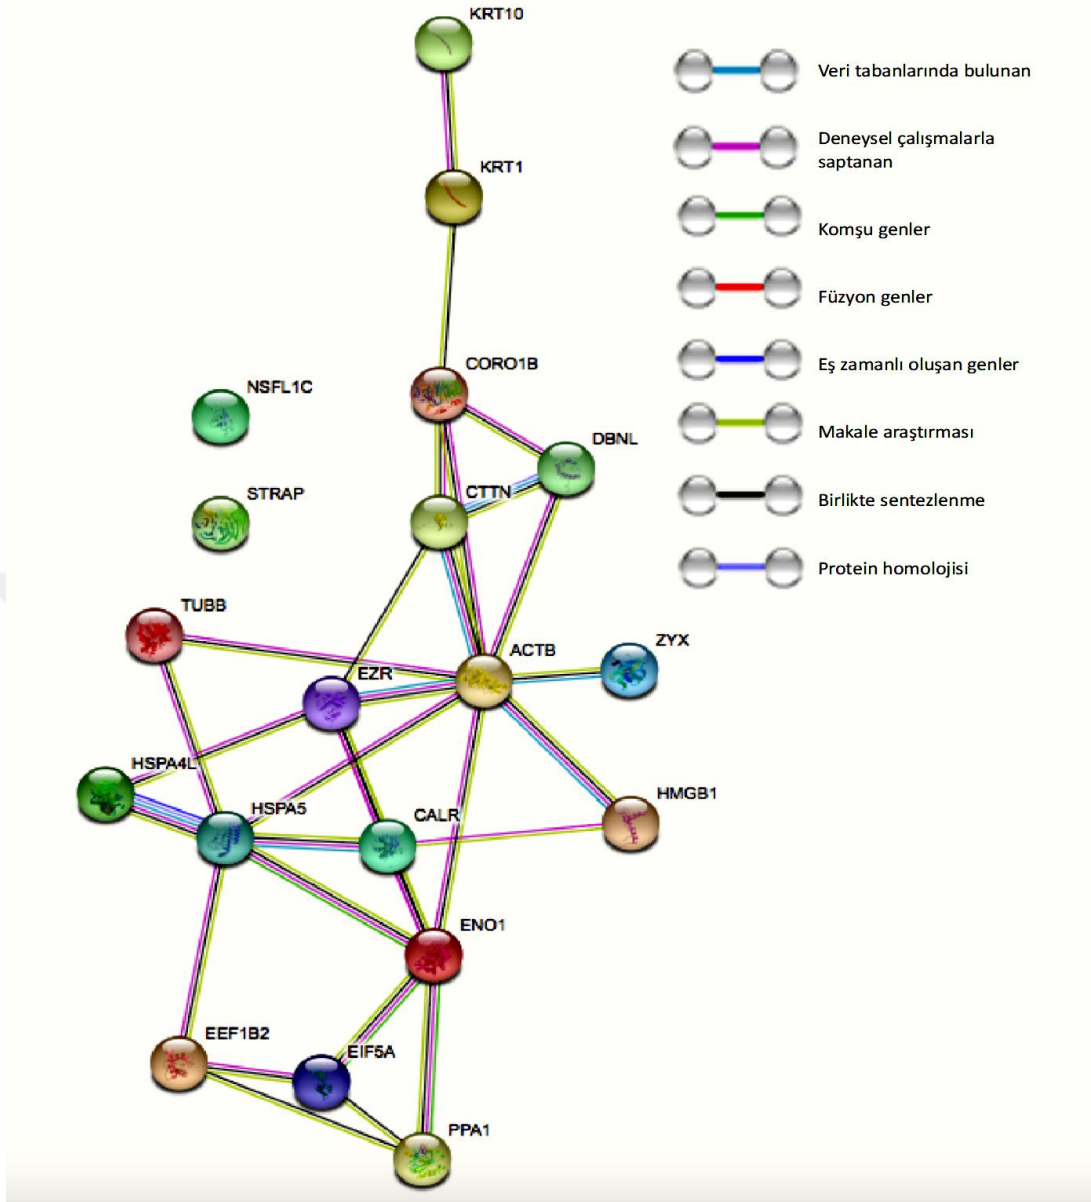 KRT10
KRT1
CORO1B
NSFL1C
DBNL
STRAP
CTTN
TUBB
ACTB
ZYX
EZR
HSPA4L
HSPA5
CALR
HMGB1
ENO1
EEF1B2
EIF5A
PPA1
Veri tabanlarında bulunan
Deneysel çalışmalarla
saptanan
Komşu genler
Füzyon genler
Eş zamanlı oluşan genler
Makale araştırması
Birlikte sentezlenme
Protein homolojisi